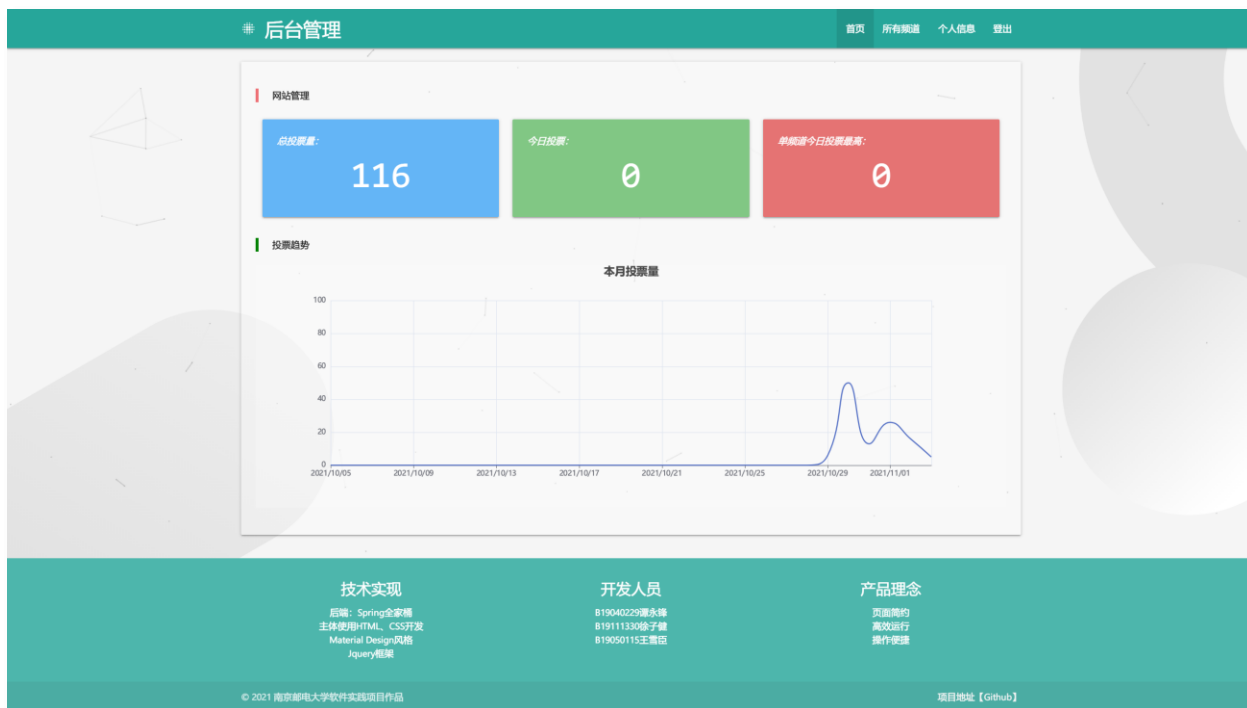 后台管理
首页 所有频道 个人信息 登出
网站管理
总投票量: 今日投票: 单频道今日投票最高:
116 0 0
投票趋势
本月投票量
100
80
60
40
20
0
2021/10/05 2021/10/09 2021/10/13 2021/10/17 2021/10/21 2021/10/25 2021/10/29 2021/11/01
技术实现
后端：Spring全家桶
主体使用HTML、CSS开发
Material Design风格
Jquery框架
开发人员
B19040229谭永锋
B19111330徐子健
B19050115王雪臣
产品理念
页面简约
高效运行
操作便捷
© 2021 南京邮电大学软件实践项目作品
项目地址【Github】